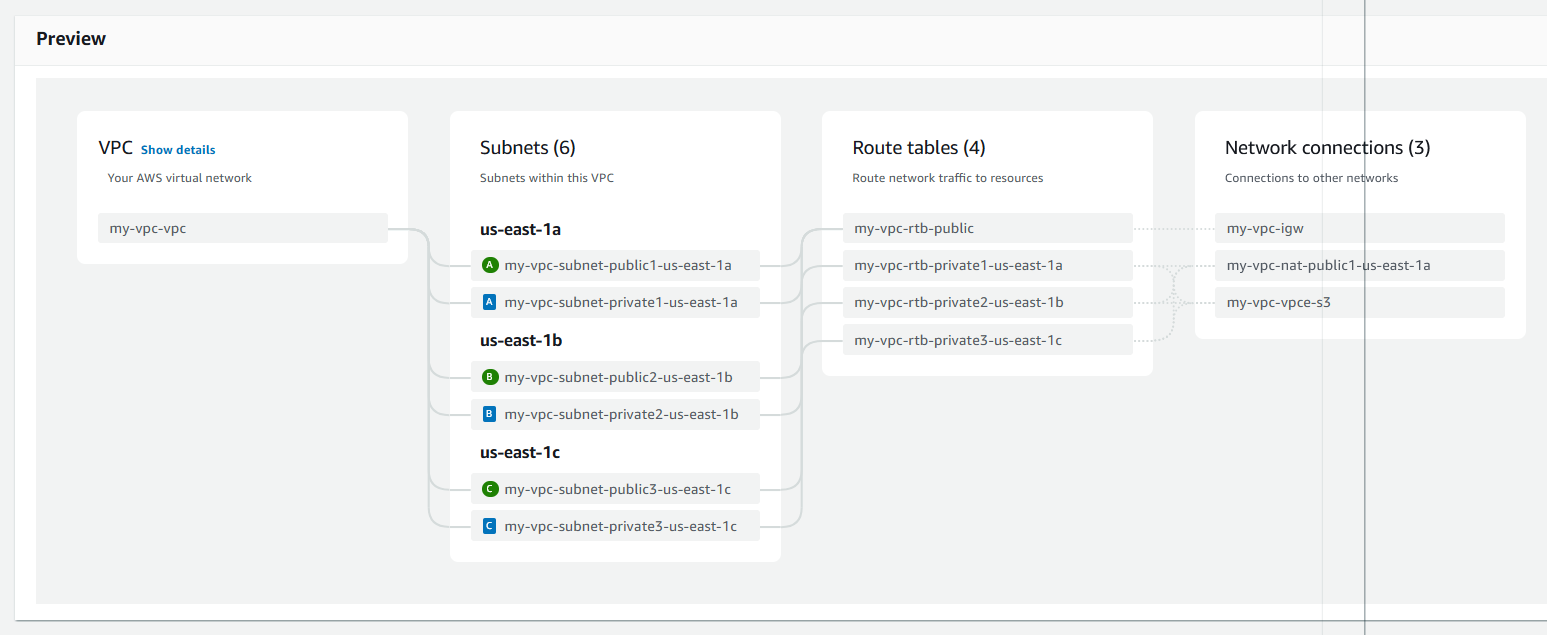 Preview
VPC Show details
Your AWS virtual network
my-vpc-vpc
Subnets (6)
Subnets within this VPC
us-east-1a
A my-vpc-subnet-public1-us-east-1a
A my-vpc-subnet-private1-us-east-1a
us-east-1b
B my-vpc-subnet-public2-us-east-1b
B my-vpc-subnet-private2-us-east-1b
us-east-1c
C my-vpc-subnet-public3-us-east-1c
C my-vpc-subnet-private3-us-east-1c
Route tables (4)
Route network traffic to resources
my-vpc-rtb-public
my-vpc-rtb-private1-us-east-1a
my-vpc-rtb-private2-us-east-1b
my-vpc-rtb-private3-us-east-1c
Network connections (3)
Connections to other networks
my-vpc-igw
my-vpc-nat-public1-us-east-1a
my-vpc-vpce-s3